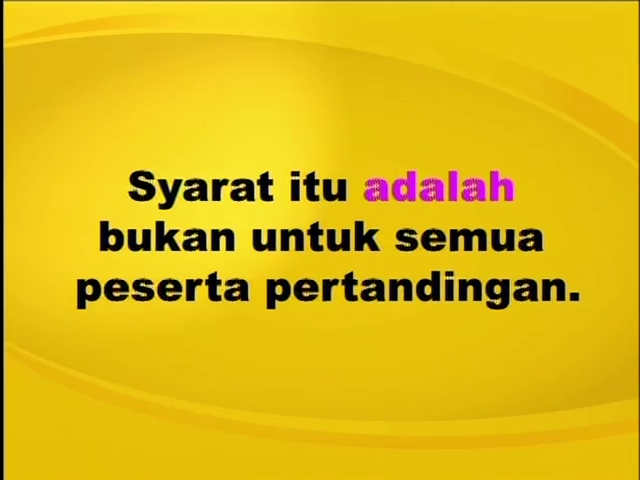 Syarat itu adalah
bukan untuk semua
peserta pertandingan.